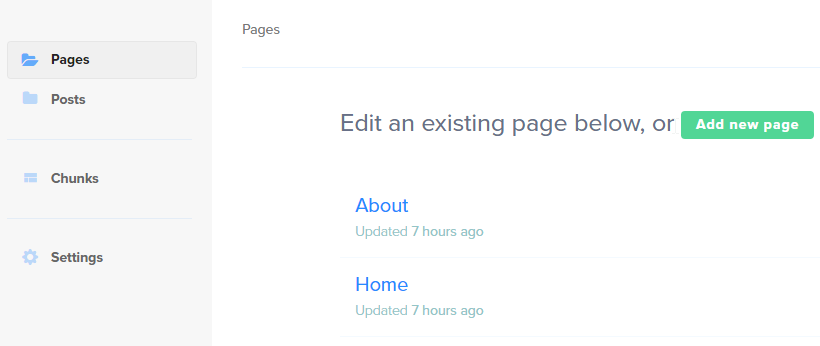 Pages
Posts
Chunks
Settings
Pages
Edit an existing page below, or Add new page
About
Updated 7 hours ago
Home
Updated 7 hours ago